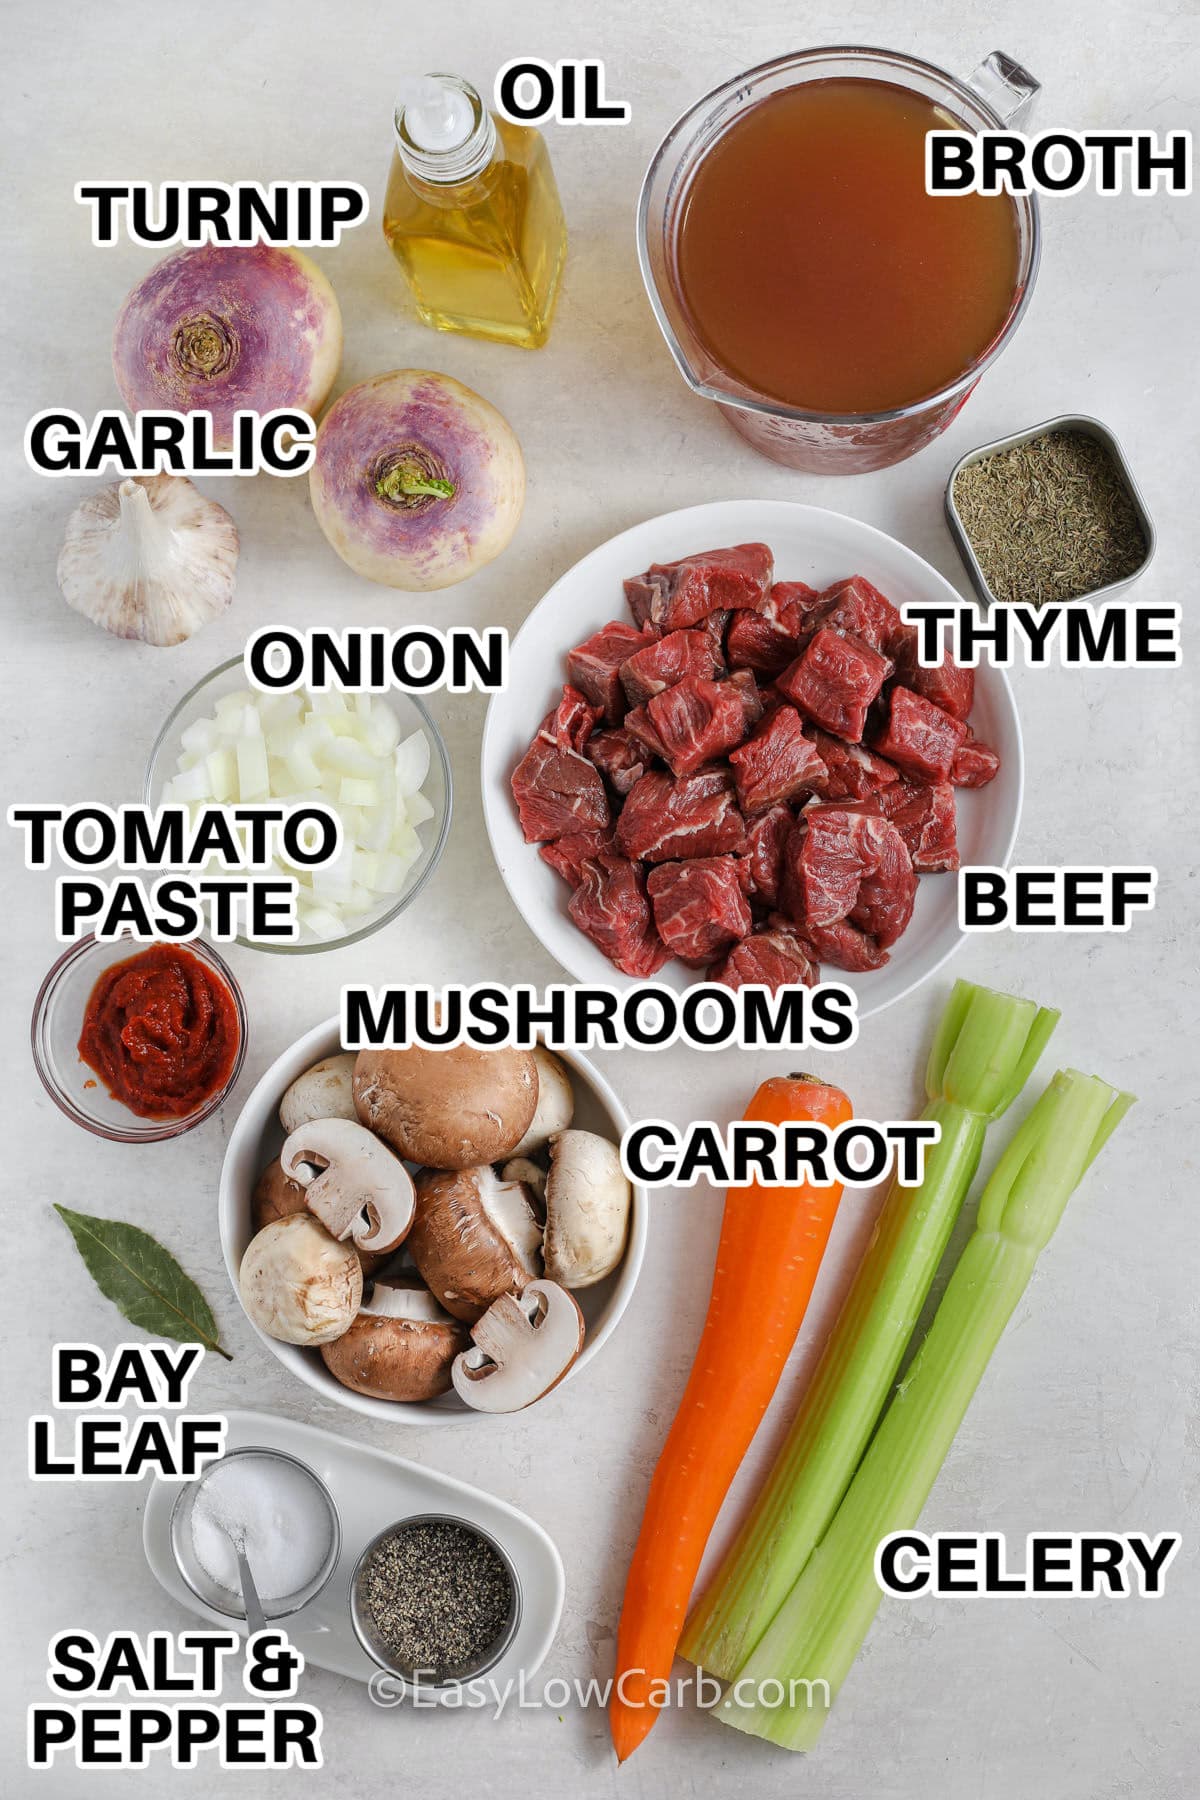 OIL
BROTH
TURNIP
GARLIC
THYME
ONION
TOMATO
PASTE
BEEF
MUSHROOMS
CARROT
BAY
LEAF
CELERY
SALT &
PEPPER
©EasyLowCarb.com